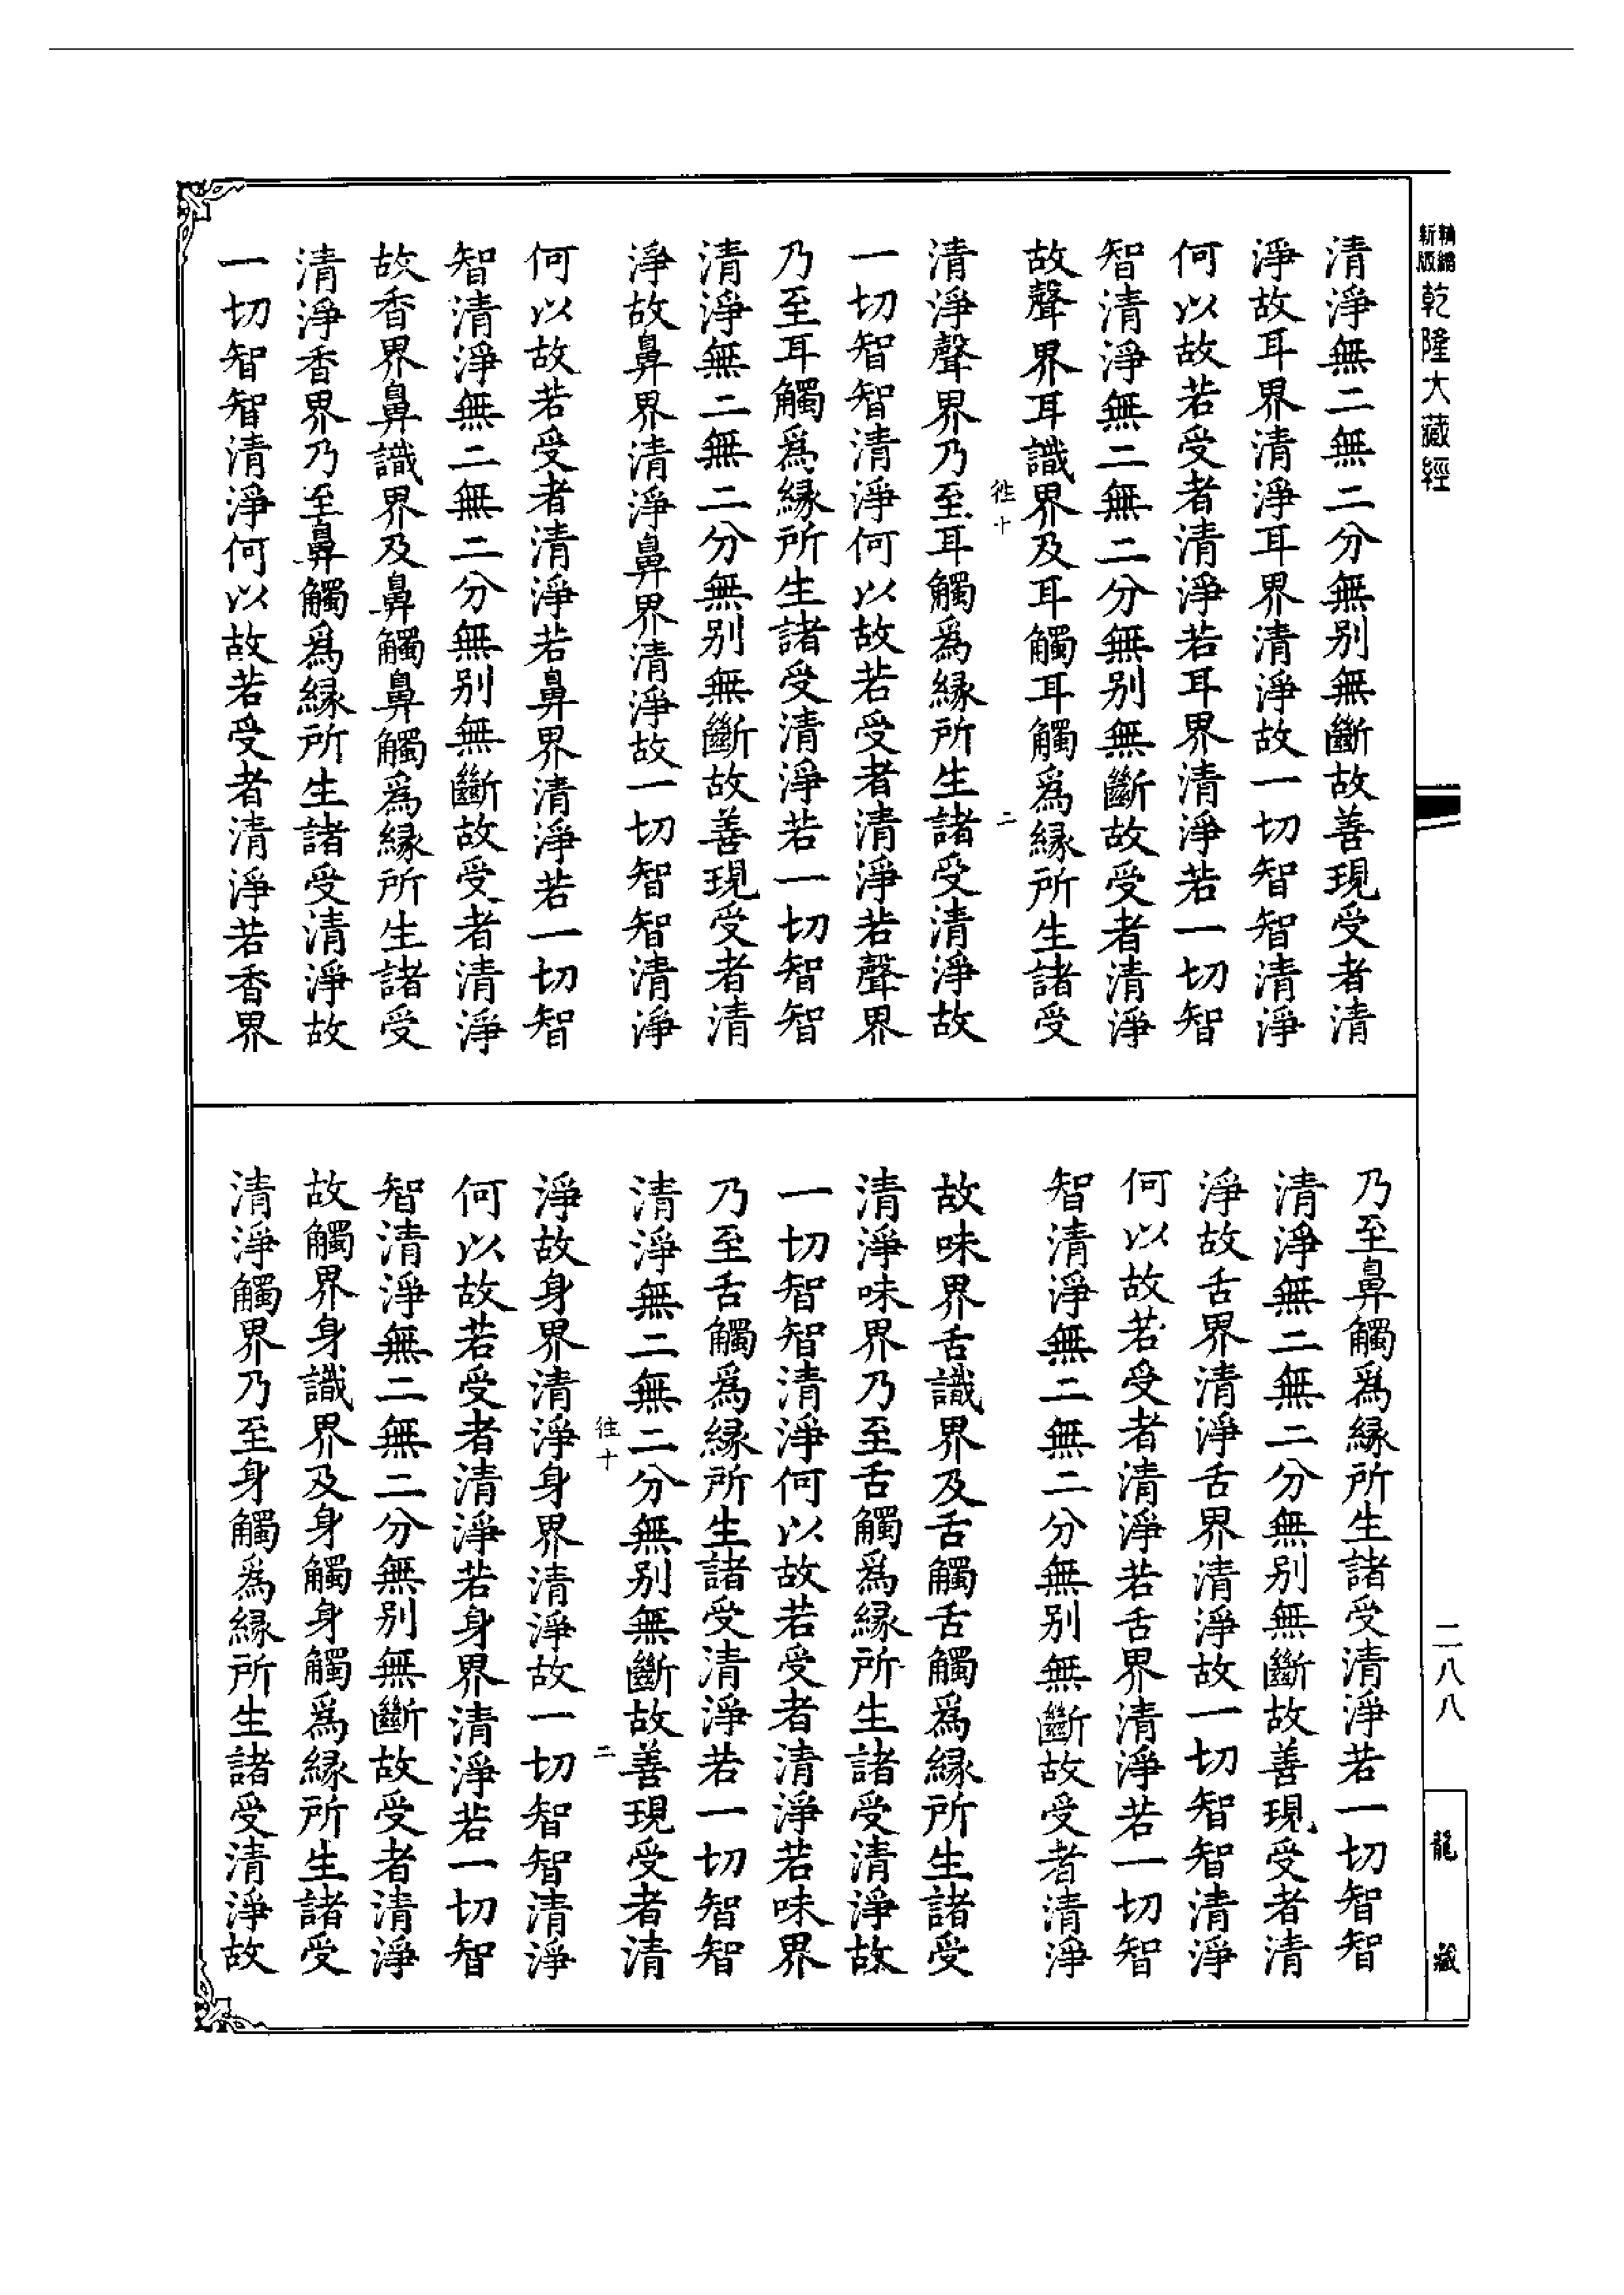 精縮
新版
乾隆大藏經
清淨無二無二分無別無斷故善現受者清
淨故耳界清淨耳界清淨故一切智智清淨
何以故若受者清淨若耳界清淨若一切智
智清淨無二無二分無別無斷故受者清淨
故聲界耳識界及耳觸耳觸爲緣所生諸受
往十
二
清淨聲界乃至耳觸爲緣所生諸受清淨故
一切智智清淨何以故若受者清淨若聲界
乃至耳觸爲緣所生諸受清淨若一切智智
清淨無二無二分無別無斷故善現受者清
淨故鼻界清淨鼻界清淨故一切智智清淨
何以故若受者清淨若鼻界清淨若一切智
智清淨無二無二分無別無斷故受者清淨
故香界鼻識界及鼻觸鼻觸爲緣所生諸受
清淨香界乃至鼻觸爲緣所生諸受清淨故
一切智智清淨何以故若受者清淨若香界
乃至鼻觸爲緣所生諸受清淨若一切智智
清淨無二無二分無別無斷故善現受者清
淨故舌界清淨舌界清淨故一切智智清淨
何以故若受者清淨若舌界清淨若一切智
智清淨無二無二分無別無斷故受者清淨
故味界舌識界及舌觸舌觸爲緣所生諸受
清淨味界乃至舌觸爲緣所生諸受清淨故
一切智智清淨何以故若受者清淨若味界
乃至舌觸爲緣所生諸受清淨若一切智智
清淨無二無二分無別無斷故善現受者清
往十
二
淨故身界清淨身界清淨故一切智智清淨
何以故若受者清淨若身界清淨若一切智
智清淨無二無二分無別無斷故受者清淨
故觸界身識界及身觸身觸爲緣所生諸受
清淨觸界乃至身觸爲緣所生諸受清淨故
二八八
龍藏